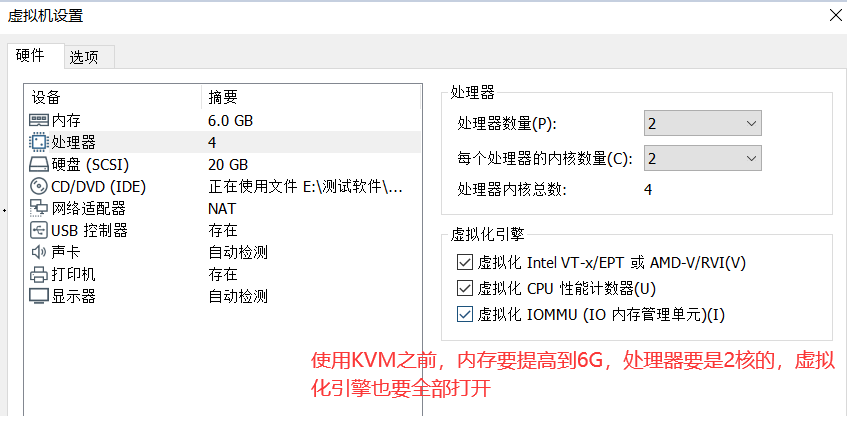 虚拟机设置
硬件 选项
设备 摘要
内存 6.0 GB
处理器 4
硬盘 (SCSI) 20 GB
CD/DVD (IDE) 正在使用文件 E:\测试软件\...
网络适配器 NAT
USB 控制器 存在
声卡 自动检测
打印机 存在
显示器 自动检测
处理器
处理器数量(P): 2
每个处理器的内核数量(C): 2
处理器内核总数: 4
虚拟化引擎
虚拟化 Intel VT-x/EPT 或 AMD-V/RVI(V)
虚拟化 CPU 性能计数器(U)
虚拟化 IOMMU (IO 内存管理单元)(I)
使用KVM之前，内存要提高到6G，处理器要是2核的，虚拟
化引擎也要全部打开